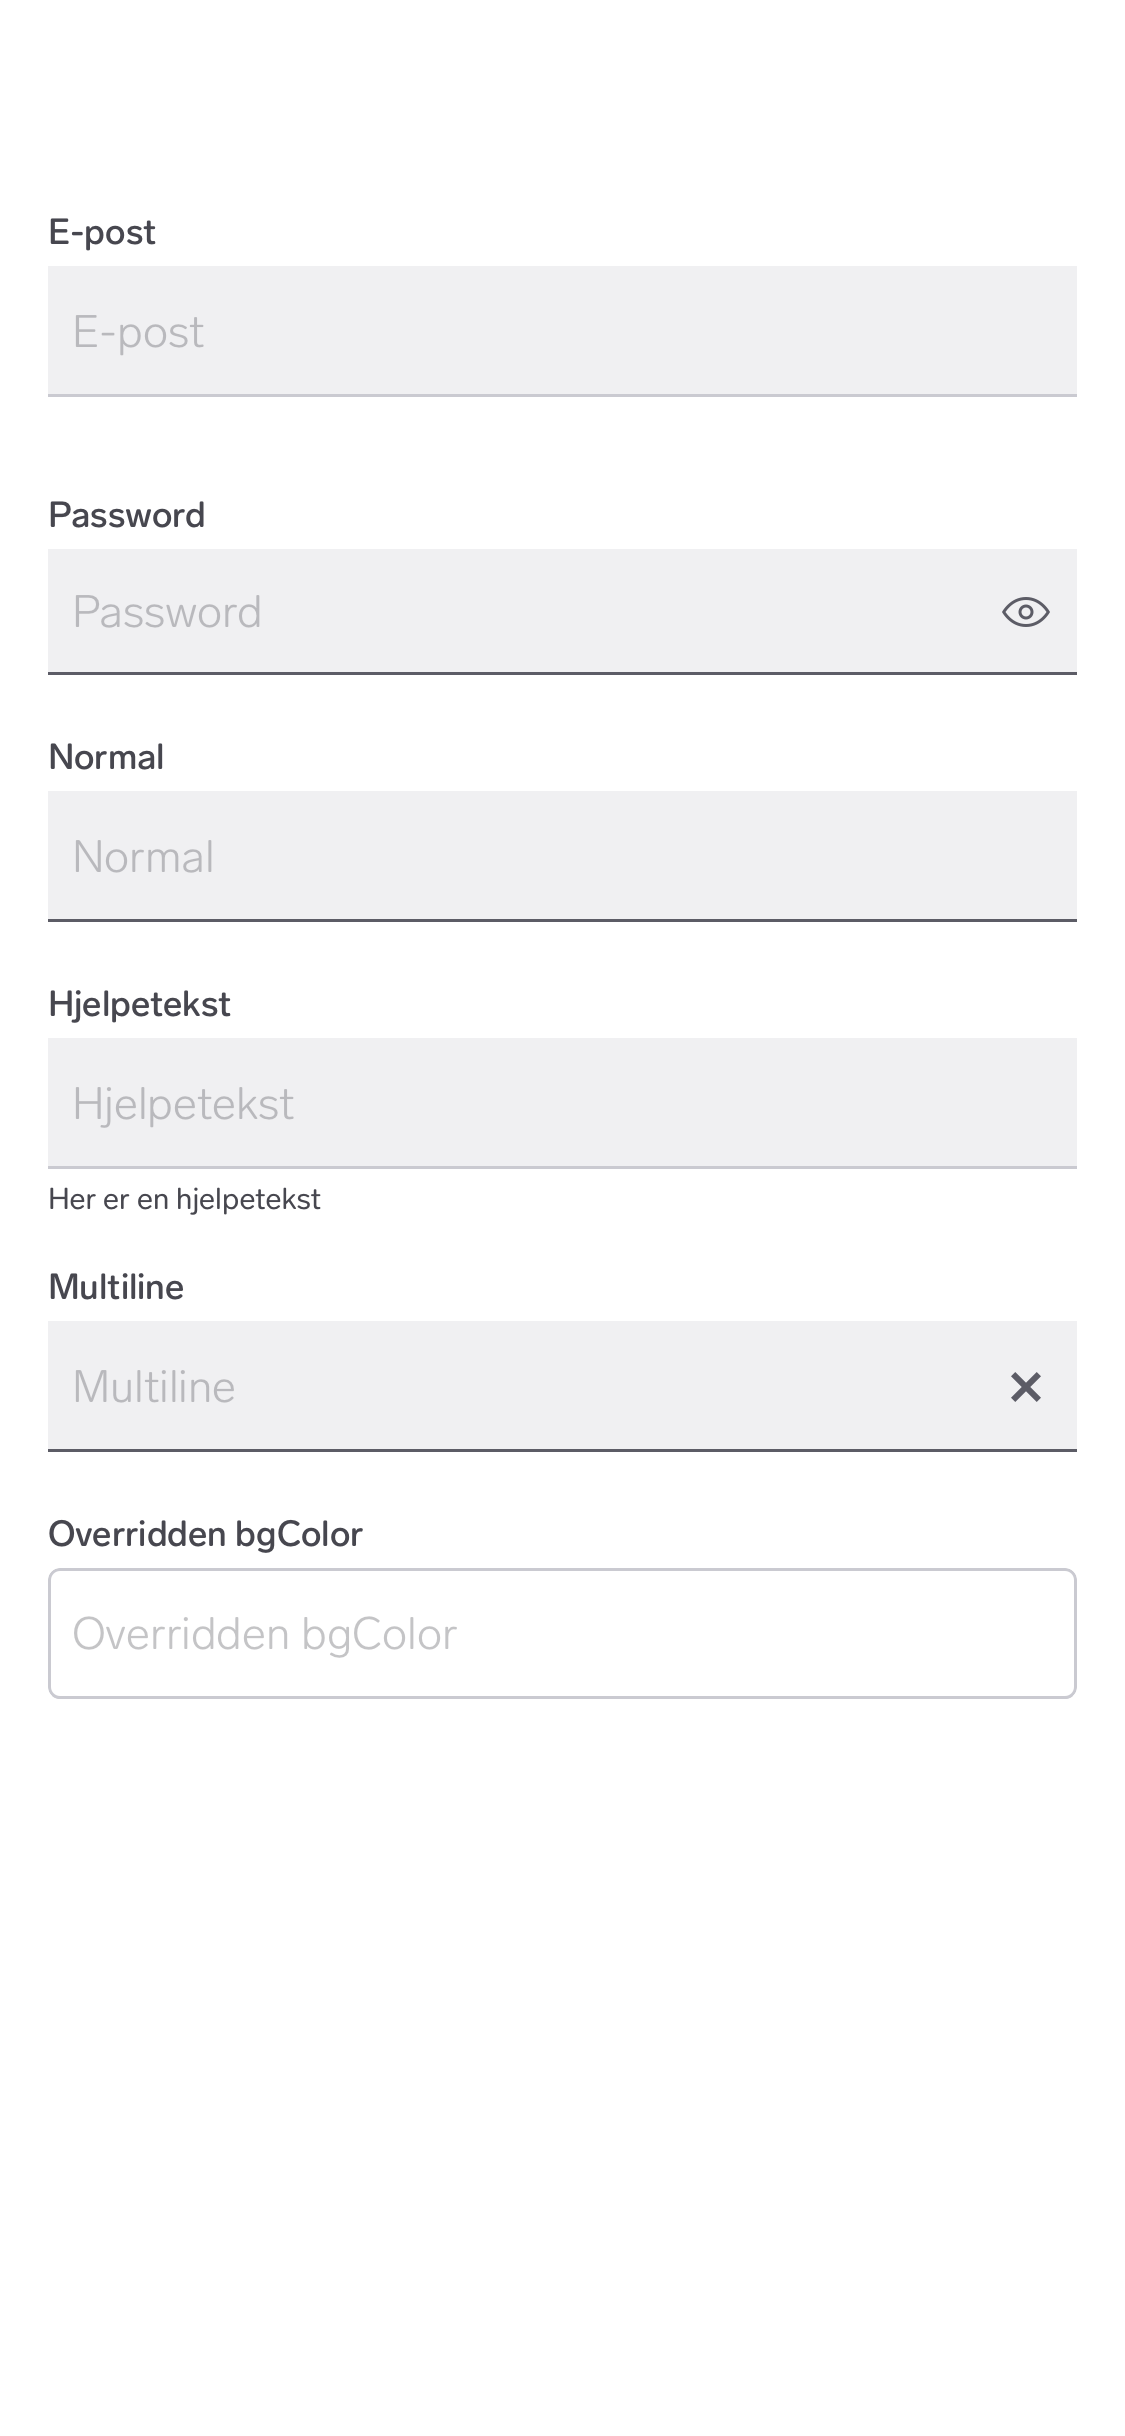 E-post
E-post
Password
Password
Normal
Normal
Hjelpetekst
Hjelpetekst
Her er en hjelpetekst
Multiline
Multiline
Overridden bgColor
Overridden bgColor